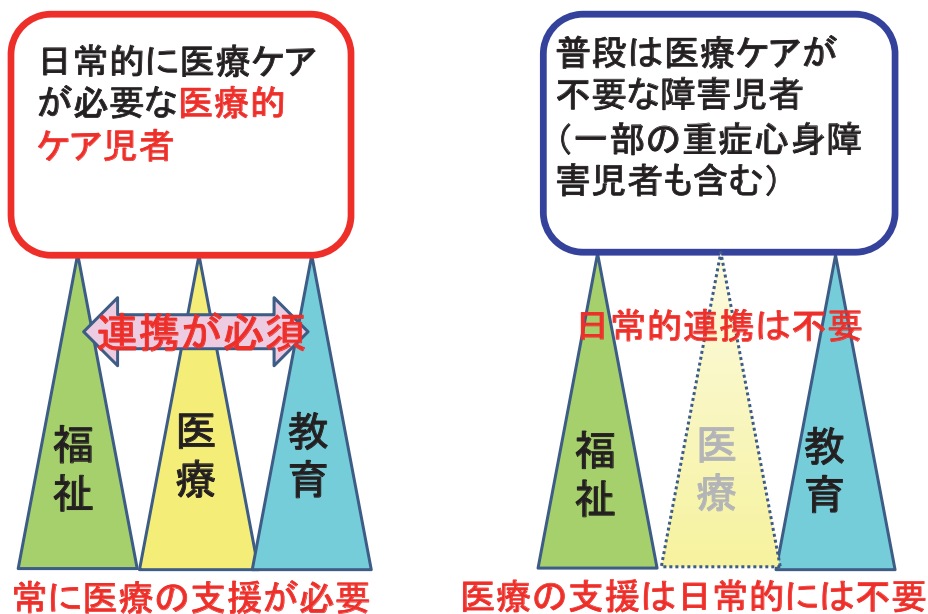 日常的に医療ケア
が必要な医療的
ケア児者
連携が必須
福祉
医療
教育
常に医療の支援が必要
普段は医療ケアが
不要な障害児者
（一部の重症心身障
害児者も含む）
日常的連携は不要
福祉
医療
教育
医療の支援は日常的には不要